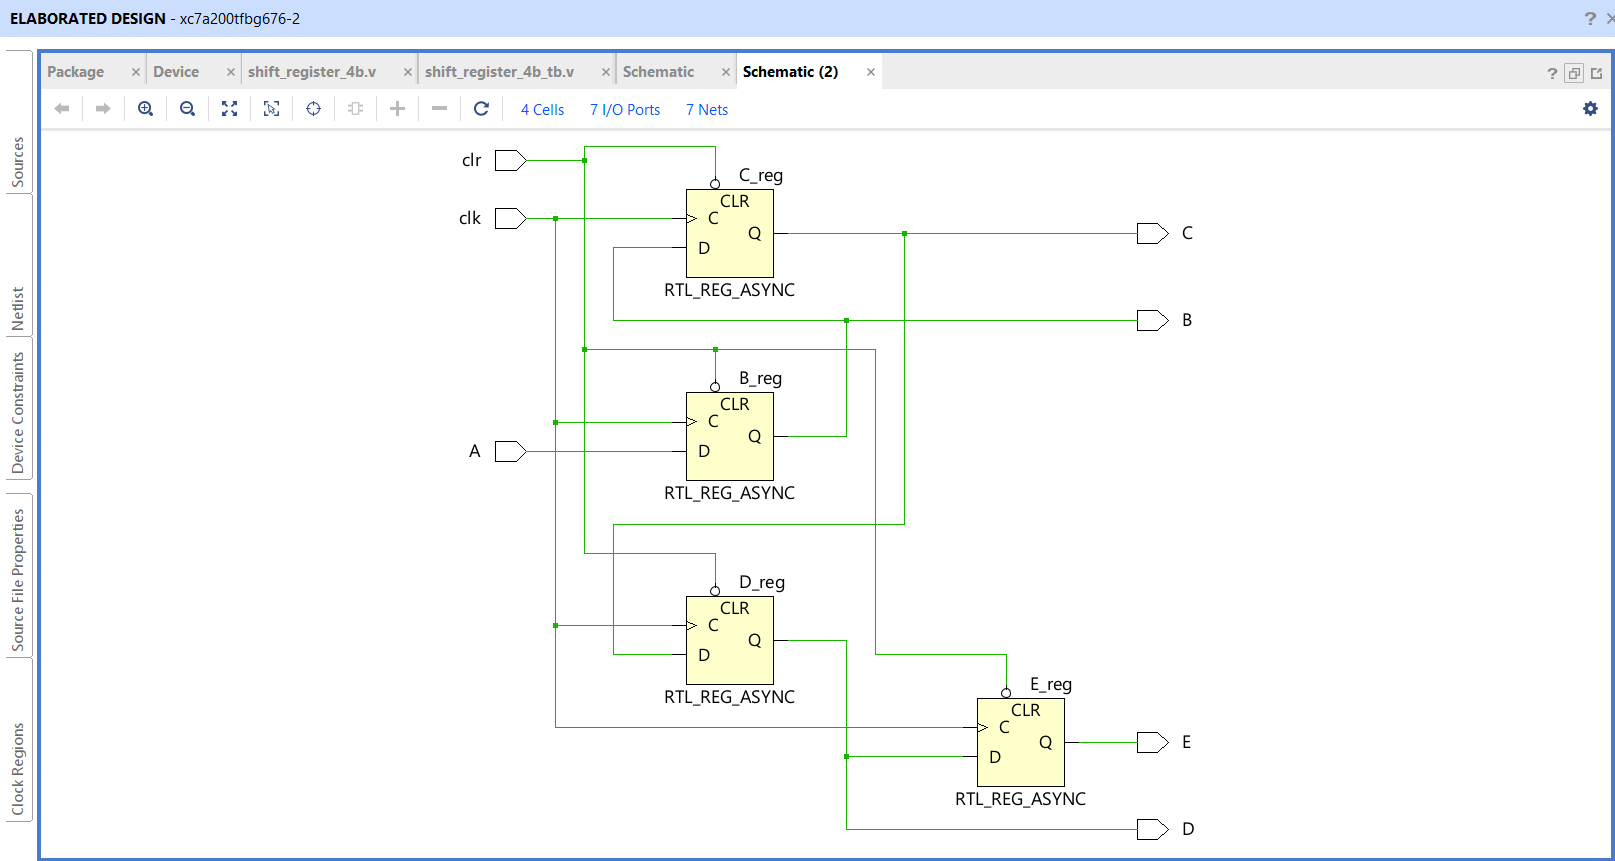 ELABORATED DESIGN - xc7a200tfbg676-2
?
Package
Device
shift_register_4b.v
shift_register_4b_tb.v
Schematic
Schematic (2)
?
4 Cells
7 I/O Ports
7 Nets
Sources
Netlist
Device Constraints
Source File Properties
Clock Regions
clr
C_reg
CLR
clk
C
Q
C
D
RTL_REG_ASYNC
B
B_reg
CLR
C
Q
A
D
RTL_REG_ASYNC
D_reg
CLR
C
Q
D
RTL_REG_ASYNC
E_reg
CLR
C
Q
E
D
RTL_REG_ASYNC
D